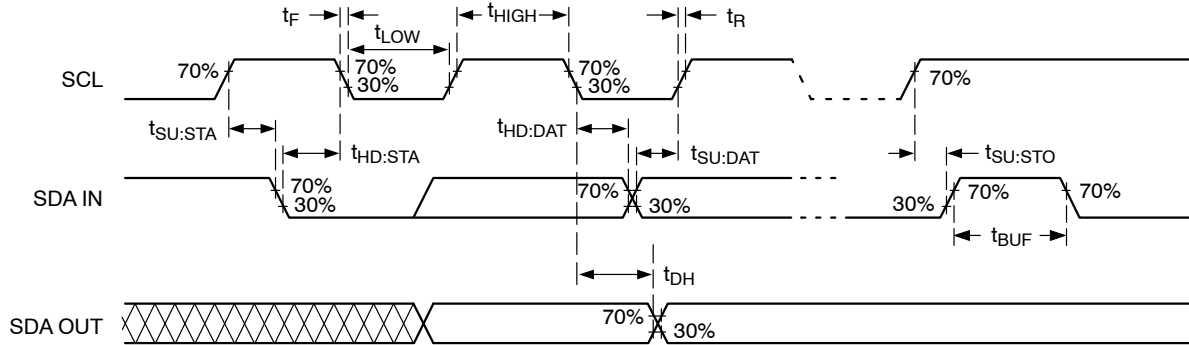 tF
tHIGH
tR
tLOW
SCL
70%
70%
30%
70%
30%
70%
tSU:STA
tHD:STA
tHD:DAT
tSU:DAT
tSU:STO
SDA IN
70%
30%
70%
30%
30%
70%
70%
tBUF
tDH
SDA OUT
70%
30%